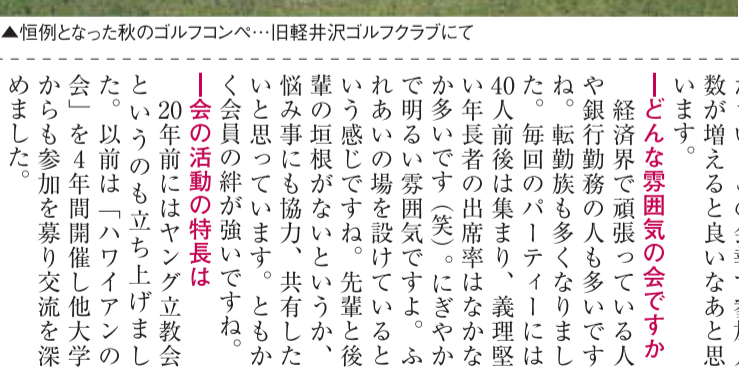 ▲恒例となった秋のゴルフコンペ…旧軽井沢ゴルフクラブにて
数が増えると良いなあと思
います。
―どんな雰囲気の会ですか
経済界で頑張っている人
や銀行勤務の人も多いです
ね。転勤族も多くなりまし
た。毎回のパーティーには
40人前後は集まり、義理堅
い年長者の出席率はなかな
か多いです（笑）。にぎやか
で明るい雰囲気ですよ。ふ
れあいの場を設けていると
いう感じですね。先輩と後
輩の垣根がないというか、
悩み事にも協力、共有した
いと思っています。ともか
く会員の絆が強いですね。
―会の活動の特長は
20年前にはヤング立教会
というのも立ち上げまし
た。以前は「ハワイアンの
会」を4年間開催し他大学
からも参加を募り交流を深
めました。